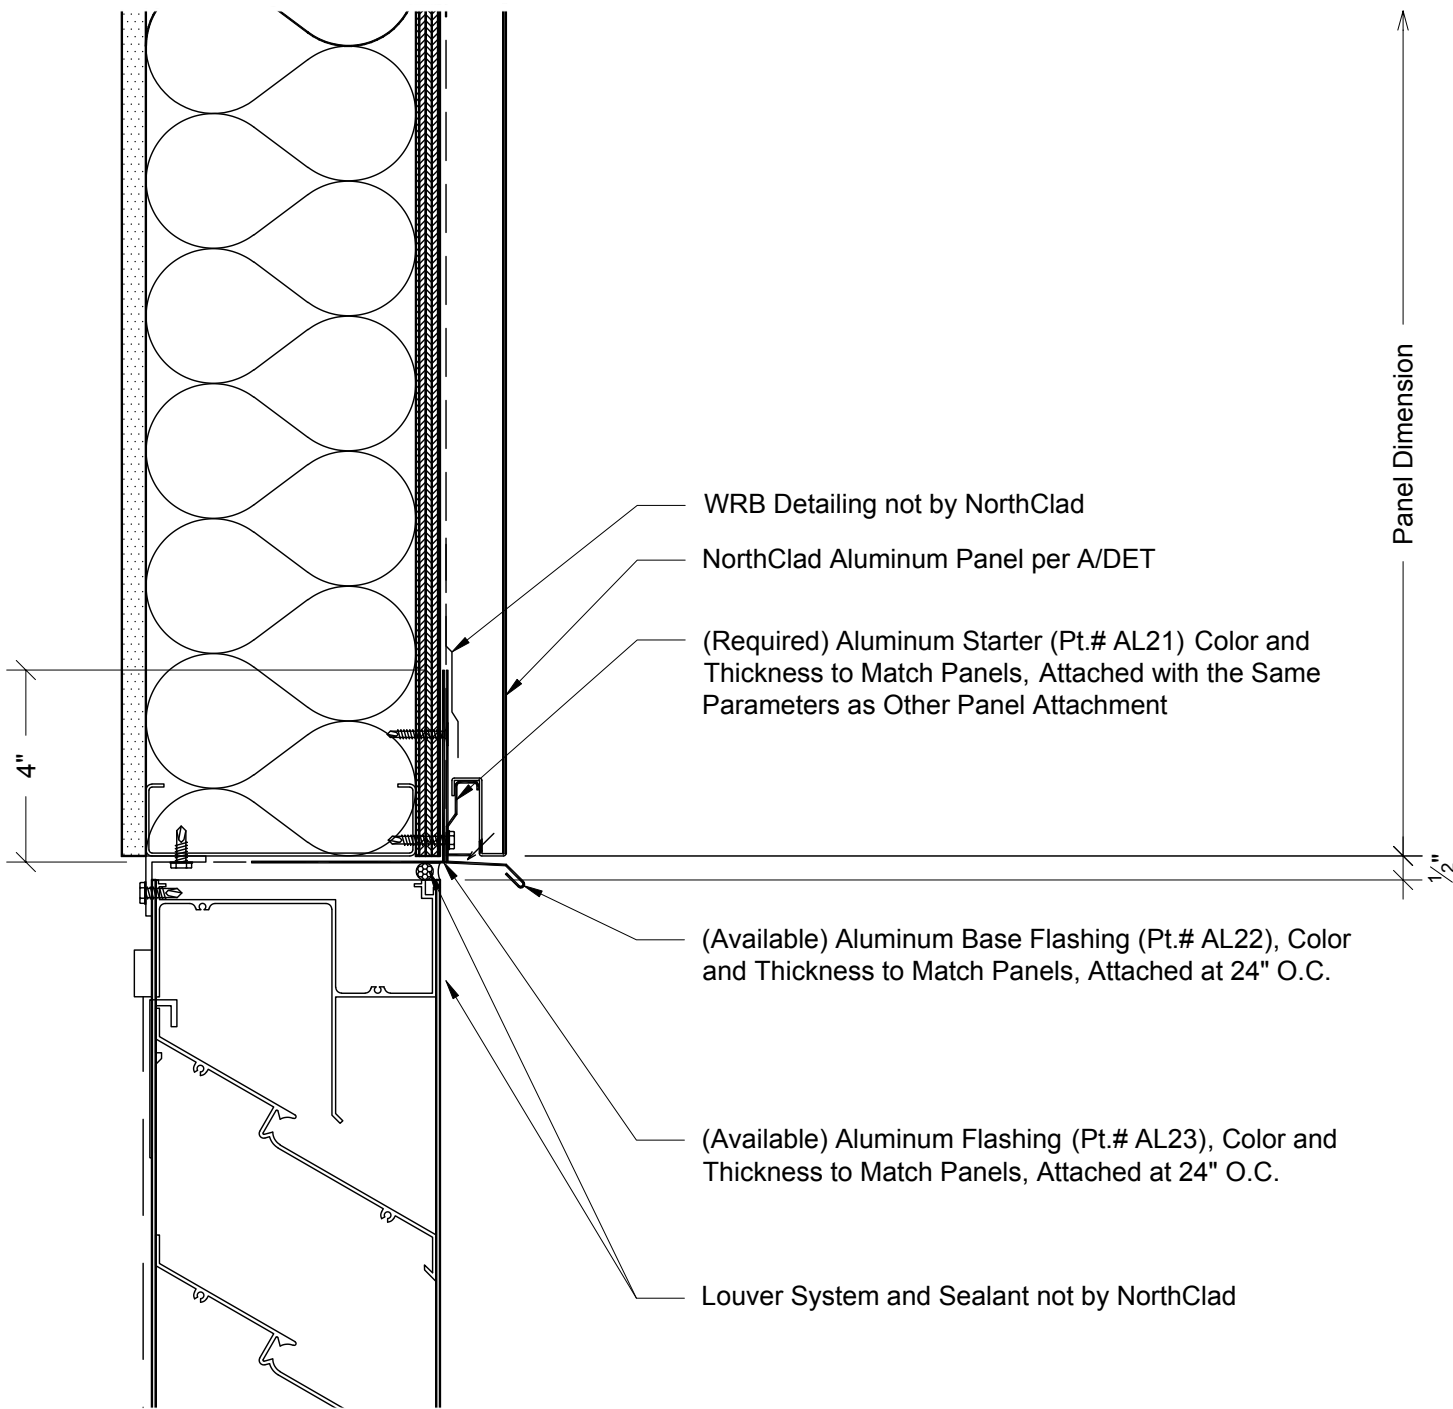 Panel Dimension
WRB Detailing not by NorthClad
NorthClad Aluminum Panel per A/DET
(Required) Aluminum Starter (Pt.# AL21) Color and
Thickness to Match Panels, Attached with the Same
Parameters as Other Panel Attachment
4"
½"
(Available) Aluminum Base Flashing (Pt.# AL22), Color
and Thickness to Match Panels, Attached at 24" O.C.
(Available) Aluminum Flashing (Pt.# AL23), Color and
Thickness to Match Panels, Attached at 24" O.C.
Louver System and Sealant not by NorthClad